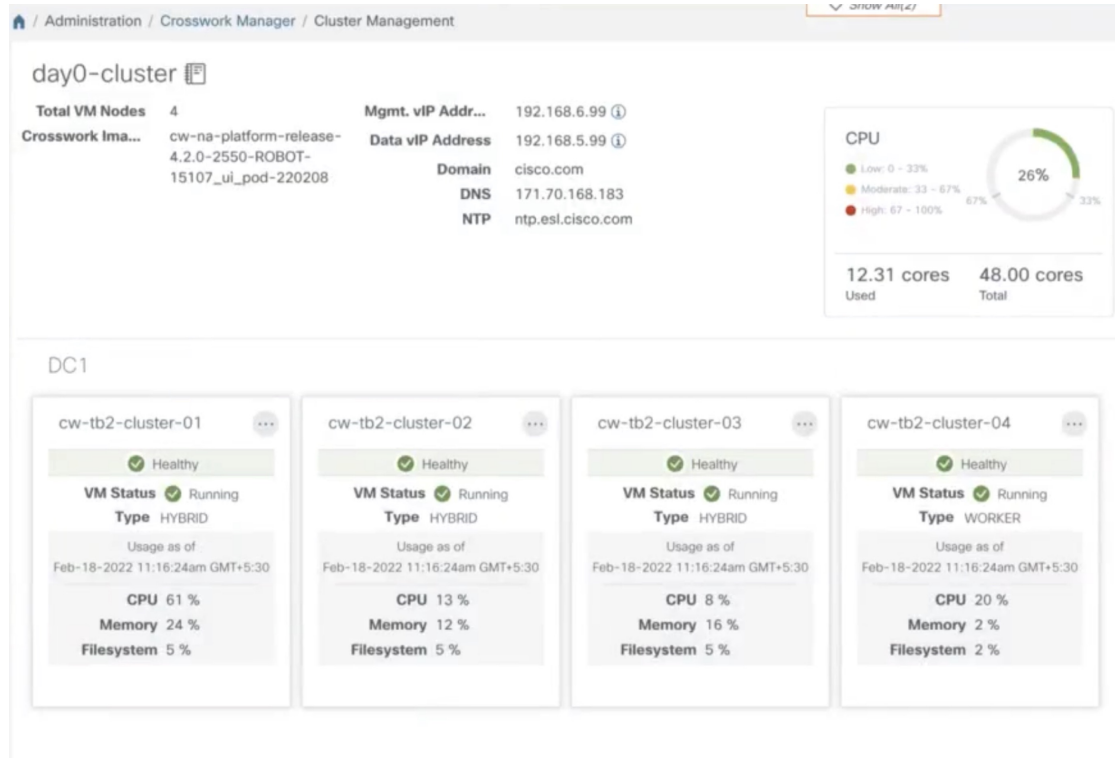 / Administration / Crosswork Manager / Cluster Management
Show All(2)
day0-cluster
Total VM Nodes 4
Crosswork Ima... cw-na-platform-release-
4.2.0-2550-ROBOT-
15107_ui_pod-220208
Mgmt. vIP Addr... 192.168.6.99
Data vIP Address 192.168.5.99
Domain cisco.com
DNS 171.70.168.183
NTP ntp.esl.cisco.com
CPU
Low: 0 - 33%
Moderate: 33 - 67%
High: 67 - 100%
26%
67%
33%
12.31 cores 48.00 cores
Used Total
DC1
cw-tb2-cluster-01 ...
Healthy
VM Status Running
Type HYBRID
Usage as of
Feb-18-2022 11:16:24am GMT+5:30
CPU 61 %
Memory 24 %
Filesystem 5 %
cw-tb2-cluster-02 ...
Healthy
VM Status Running
Type HYBRID
Usage as of
Feb-18-2022 11:16:24am GMT+5:30
CPU 13 %
Memory 12 %
Filesystem 5 %
cw-tb2-cluster-03 ...
Healthy
VM Status Running
Type HYBRID
Usage as of
Feb-18-2022 11:16:24am GMT+5:30
CPU 8 %
Memory 16 %
Filesystem 5 %
cw-tb2-cluster-04 ...
Healthy
VM Status Running
Type WORKER
Usage as of
Feb-18-2022 11:16:24am GMT+5:30
CPU 20 %
Memory 2 %
Filesystem 2 %